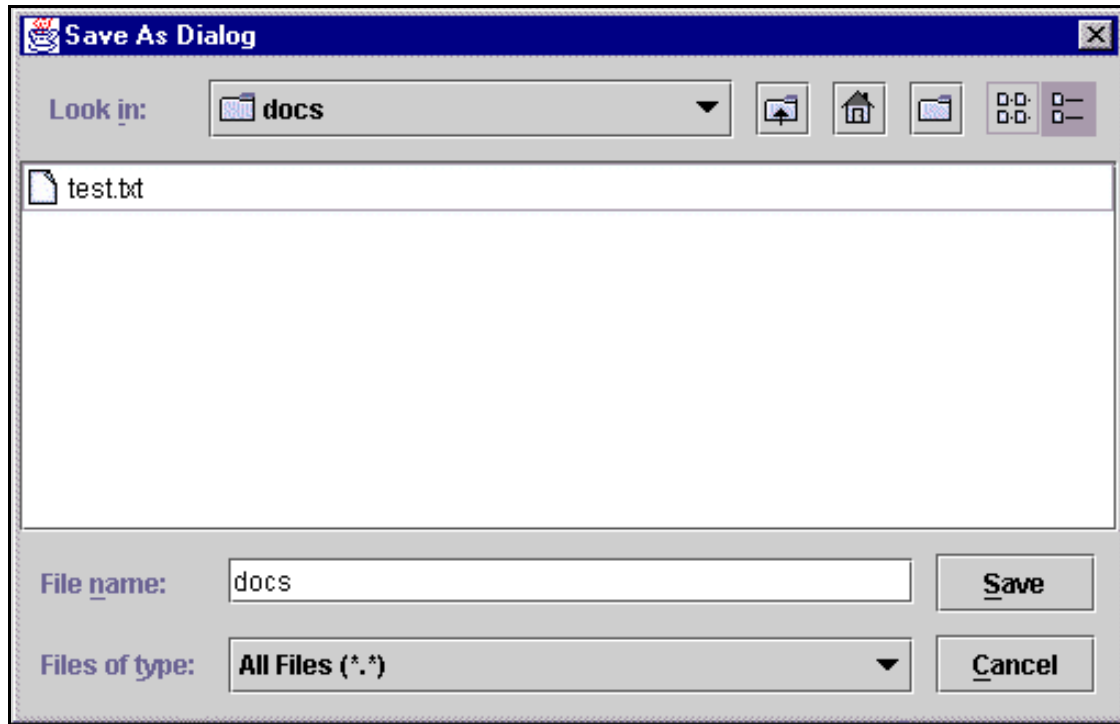 Save As Dialog
Look in: docs
test.txt
File name: docs Save
Files of type: All Files (*.*) Cancel